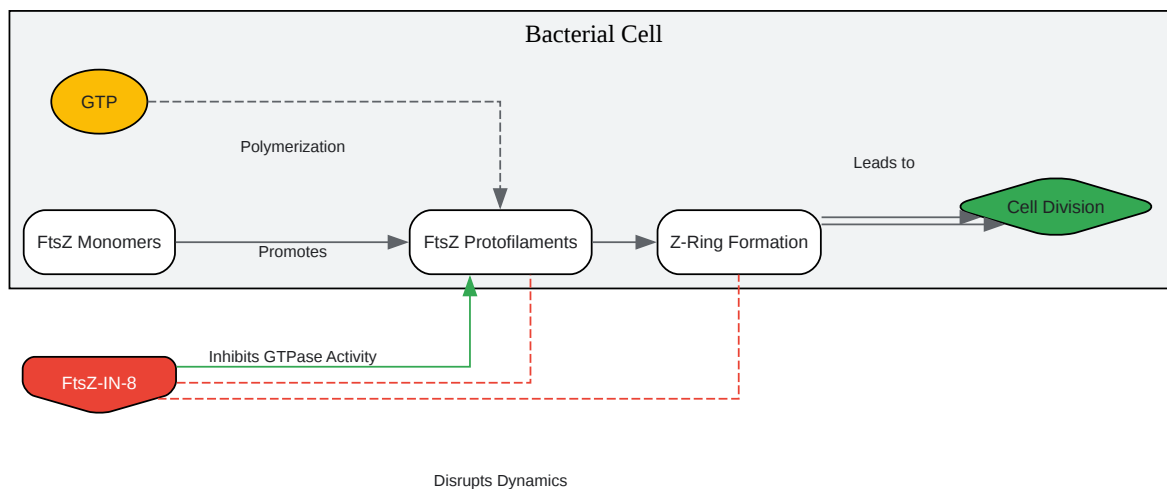 Bacterial Cell
GTP
Polymerization
Leads to
Cell Division
FtsZ Monomers
Promotes
FtsZ Protofilaments
Z-Ring Formation
Inhibits GTPase Activity
FtsZ-IN-8
Disrupts Dynamics